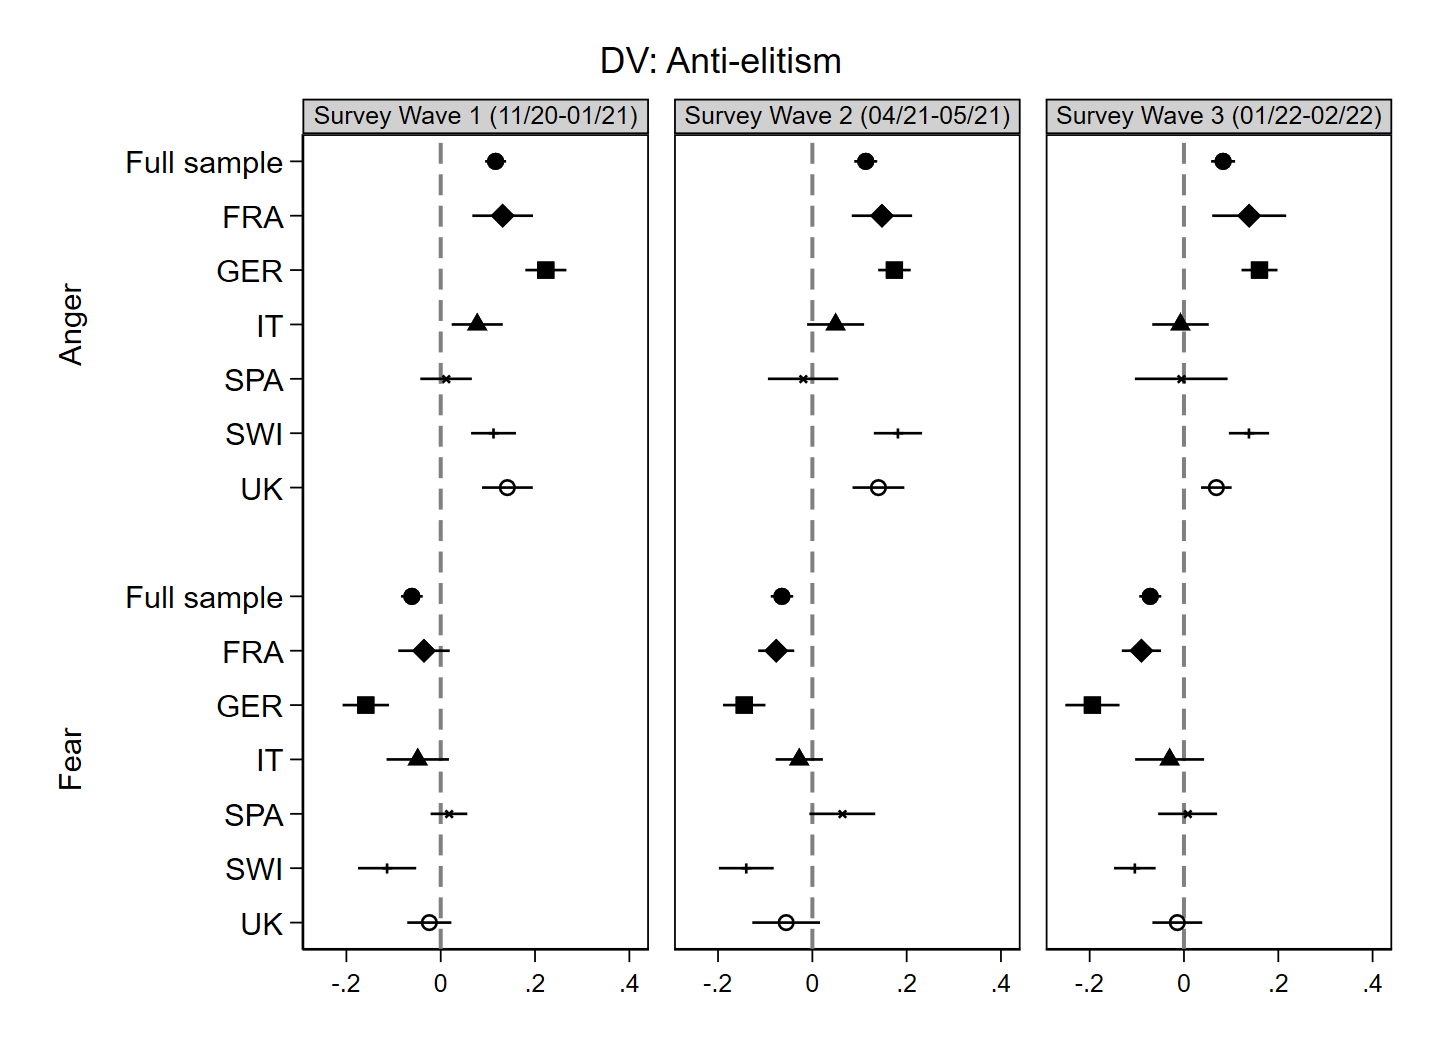 DV: Anti-elitism
Survey Wave 1 (11/20-01/21)
Survey Wave 2 (04/21-05/21)
Survey Wave 3 (01/22-02/22)
Anger
Full sample
FRA
GER
IT
SPA
SWI
UK
Fear
Full sample
FRA
GER
IT
SPA
SWI
UK
-.2 0 .2 .4
-.2 0 .2 .4
-.2 0 .2 .4